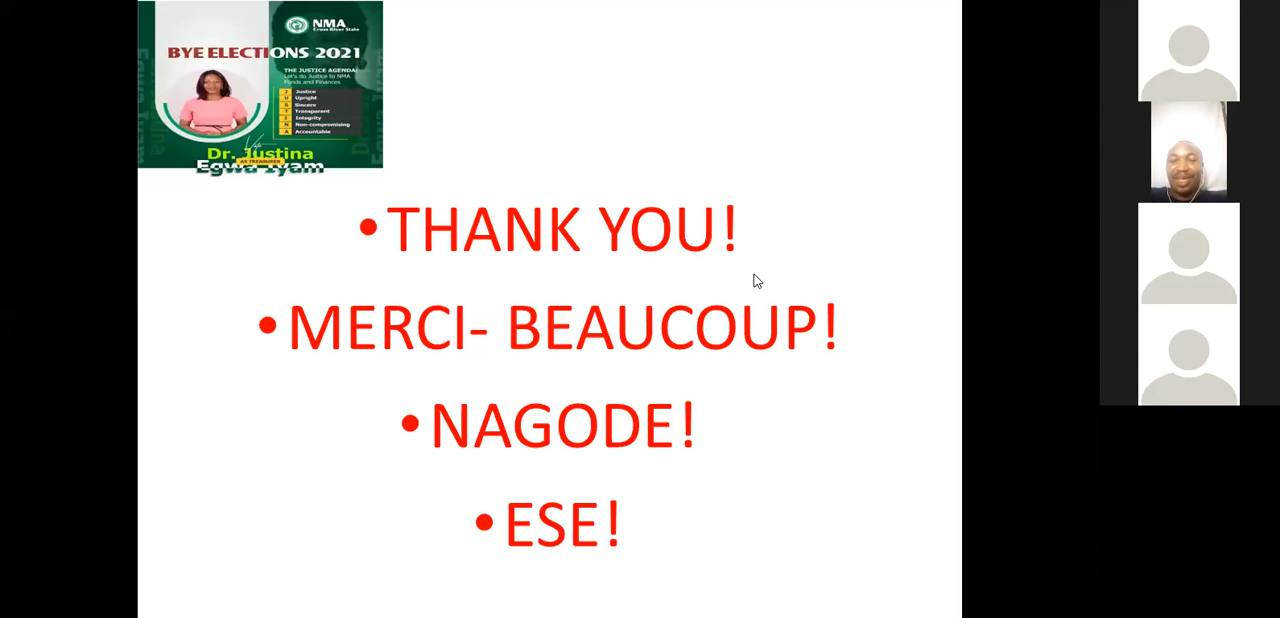 NMA
Cross River State
BYE ELECTIONS 2021
THE JUSTICE AGENDA:
Let's do Justice to NMA
Funds and Finances
J Justice
U Upright
S Sincere
T Transparent
I Integrity
N Non-compromising
A Accountable
Vote
Dr. Justina
AS TREASURER
Egwa Iyam
• THANK YOU!
• MERCI- BEAUCOUP!
• NAGODE!
• ESE!